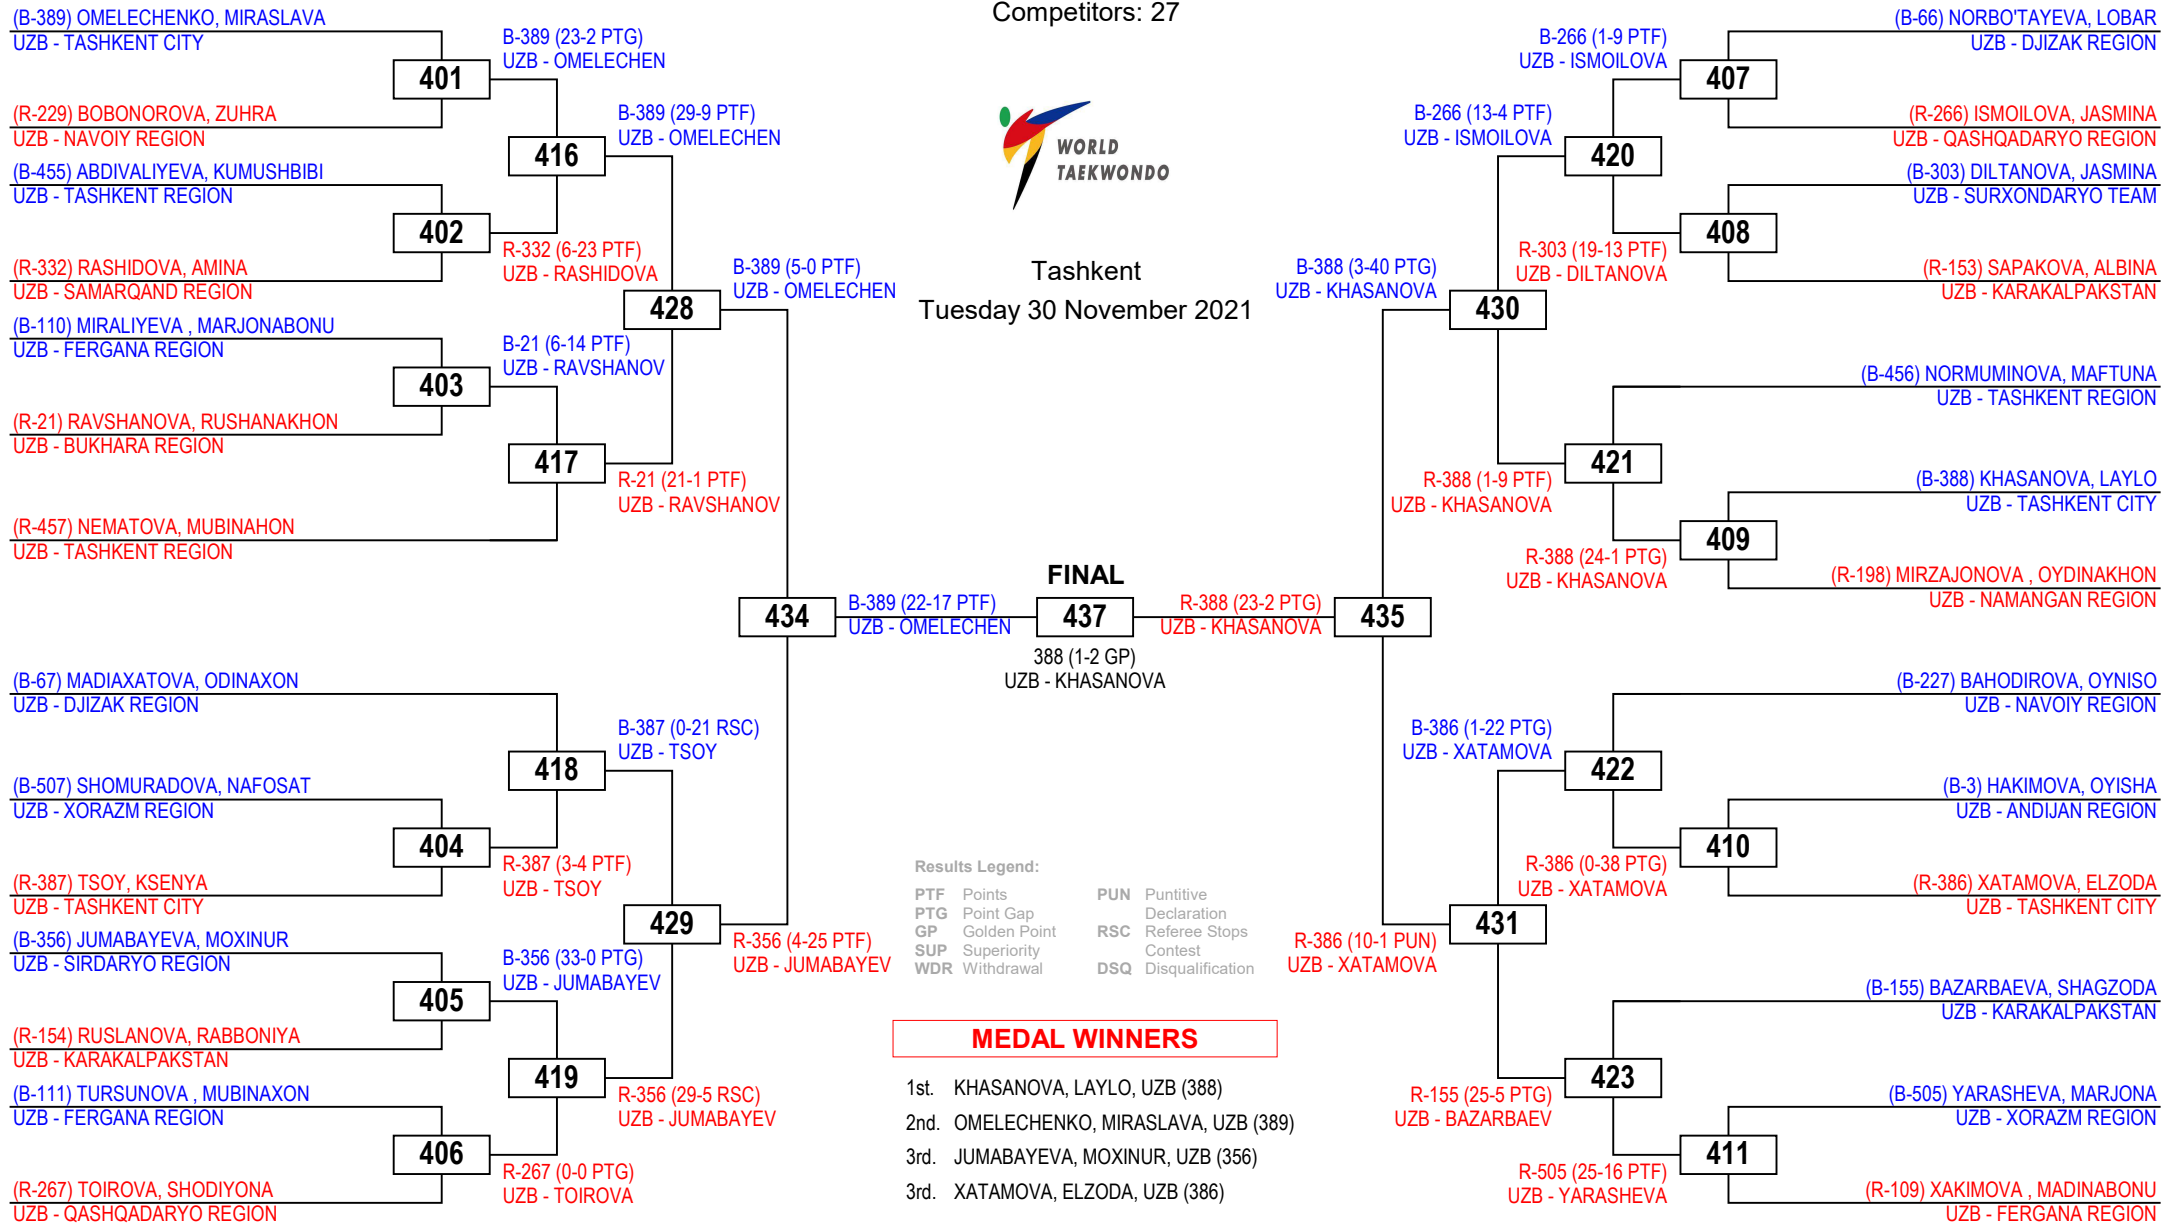 Competitors: 27
WORLD
TAEKWONDO
Tashkent
Tuesday 30 November 2021
(B-389) OMELECHENKO, MIRASLAVA
UZB - TASHKENT CITY
401
(R-229) BOBONOROVA, ZUHRA
UZB - NAVOIY REGION
(B-455) ABDIVALIYEVA, KUMUSHBIBI
UZB - TASHKENT REGION
402
(R-332) RASHIDOVA, AMINA
UZB - SAMARQAND REGION
(B-110) MIRALIYEVA , MARJONABONU
UZB - FERGANA REGION
403
(R-21) RAVSHANOVA, RUSHANAKHON
UZB - BUKHARA REGION
(R-457) NEMATOVA, MUBINAHON
UZB - TASHKENT REGION
(B-67) MADIAXATOVA, ODINAXON
UZB - DJIZAK REGION
(B-507) SHOMURADOVA, NAFOSAT
UZB - XORAZM REGION
404
(R-387) TSOY, KSENYA
UZB - TASHKENT CITY
(B-356) JUMABAYEVA, MOXINUR
UZB - SIRDARYO REGION
405
(R-154) RUSLANOVA, RABBONIYA
UZB - KARAKALPAKSTAN
(B-111) TURSUNOVA , MUBINAXON
UZB - FERGANA REGION
406
(R-267) TOIROVA, SHODIYONA
UZB - QASHQADARYO REGION
B-389 (23-2 PTG)
UZB - OMELECHEN
416
R-332 (6-23 PTF)
UZB - RASHIDOVA
B-21 (6-14 PTF)
UZB - RAVSHANOV
417
418
R-387 (3-4 PTF)
UZB - TSOY
B-356 (33-0 PTG)
UZB - JUMABAYEV
419
R-267 (0-0 PTG)
UZB - TOIROVA
B-389 (29-9 PTF)
UZB - OMELECHEN
428
R-21 (21-1 PTF)
UZB - RAVSHANOV
B-387 (0-21 RSC)
UZB - TSOY
429
R-356 (29-5 RSC)
UZB - JUMABAYEV
B-389 (5-0 PTF)
UZB - OMELECHEN
434
R-356 (4-25 PTF)
UZB - JUMABAYEV
B-389 (22-17 PTF)
UZB - OMELECHEN
FINAL
437
388 (1-2 GP)
UZB - KHASANOVA
R-388 (23-2 PTG)
UZB - KHASANOVA
B-388 (3-40 PTG)
UZB - KHASANOVA
435
R-386 (10-1 PUN)
UZB - XATAMOVA
B-266 (13-4 PTF)
UZB - ISMOILOVA
430
R-388 (1-9 PTF)
UZB - KHASANOVA
B-386 (1-22 PTG)
UZB - XATAMOVA
431
R-155 (25-5 PTG)
UZB - BAZARBAEV
B-266 (1-9 PTF)
UZB - ISMOILOVA
420
R-303 (19-13 PTF)
UZB - DILTANOVA
421
R-388 (24-1 PTG)
UZB - KHASANOVA
422
R-386 (0-38 PTG)
UZB - XATAMOVA
423
R-505 (25-16 PTF)
UZB - YARASHEVA
(B-66) NORBO'TAYEVA, LOBAR
UZB - DJIZAK REGION
407
(R-266) ISMOILOVA, JASMINA
UZB - QASHQADARYO REGION
(B-303) DILTANOVA, JASMINA
UZB - SURXONDARYO TEAM
408
(R-153) SAPAKOVA, ALBINA
UZB - KARAKALPAKSTAN
(B-456) NORMUMINOVA, MAFTUNA
UZB - TASHKENT REGION
(B-388) KHASANOVA, LAYLO
UZB - TASHKENT CITY
409
(R-198) MIRZAJONOVA , OYDINAKHON
UZB - NAMANGAN REGION
(B-227) BAHODIROVA, OYNISO
UZB - NAVOIY REGION
(B-3) HAKIMOVA, OYISHA
UZB - ANDIJAN REGION
410
(R-386) XATAMOVA, ELZODA
UZB - TASHKENT CITY
(B-155) BAZARBAEVA, SHAGZODA
UZB - KARAKALPAKSTAN
(B-505) YARASHEVA, MARJONA
UZB - XORAZM REGION
411
(R-109) XAKIMOVA , MADINABONU
UZB - FERGANA REGION
Results Legend:
PTF Points
PTG Point Gap
GP Golden Point
SUP Superiority
WDR Withdrawal
PUN Puntitive
Declaration
RSC Referee Stops
Contest
DSQ Disqualification
MEDAL WINNERS
1st. KHASANOVA, LAYLO, UZB (388)
2nd. OMELECHENKO, MIRASLAVA, UZB (389)
3rd. JUMABAYEVA, MOXINUR, UZB (356)
3rd. XATAMOVA, ELZODA, UZB (386)